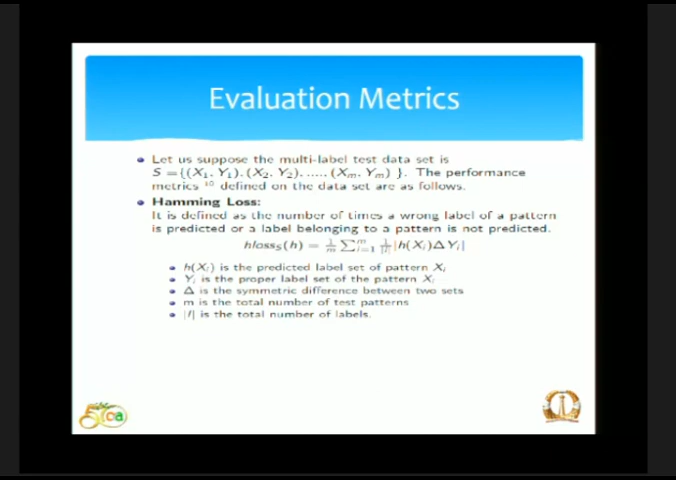 Evaluation Metrics
Let us suppose the multi-label test data set is
S = {(X₁, Y₁), (X₂, Y₂), ....., (Xₘ, Yₘ) }. The performance
metrics ¹⁰ defined on the data set are as follows.
Hamming Loss:
It is defined as the number of times a wrong label of a pattern
is predicted or a label belonging to a pattern is not predicted.
hlossₛ(h) = 1/m ∑ᵢ₌₁ᵐ 1/|l| |h(Xᵢ)ΔYᵢ|
h(Xᵢ) is the predicted label set of pattern Xᵢ
Yᵢ is the proper label set of the pattern Xᵢ
Δ is the symmetric difference between two sets
m is the total number of test patterns
|l| is the total number of labels.